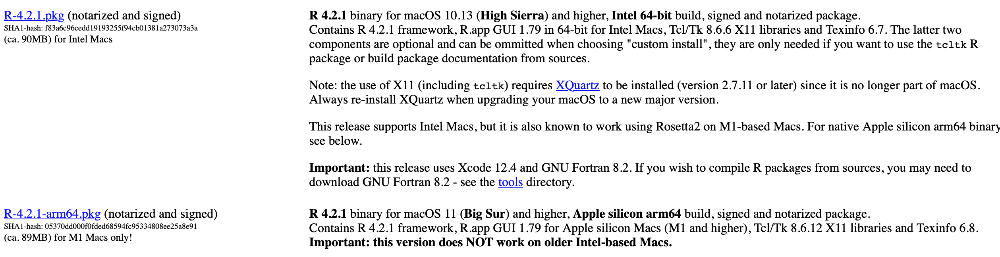 R-4.2.1.pkg (notarized and signed)
SHA1-hash: f83a6c96cedd19193255f94cb01381a273073a3a
(ca. 90MB) for Intel Macs
R 4.2.1 binary for macOS 10.13 (High Sierra) and higher, Intel 64-bit build, signed and notarized package.
Contains R 4.2.1 framework, R.app GUI 1.79 in 64-bit for Intel Macs, Tcl/Tk 8.6.6 X11 libraries and Texinfo 6.7. The latter two
components are optional and can be ommitted when choosing "custom install", they are only needed if you want to use the tcltk R
package or build package documentation from sources.
Note: the use of X11 (including tcltk) requires XQuartz to be installed (version 2.7.11 or later) since it is no longer part of macOS.
Always re-install XQuartz when upgrading your macOS to a new major version.
This release supports Intel Macs, but it is also known to work using Rosetta2 on M1-based Macs. For native Apple silicon arm64 binary
see below.
Important: this release uses Xcode 12.4 and GNU Fortran 8.2. If you wish to compile R packages from sources, you may need to
download GNU Fortran 8.2 - see the tools directory.
R-4.2.1-arm64.pkg (notarized and signed)
SHA1-hash: 05370dd000f0fded68594fc95334808ee25a8e91
(ca. 89MB) for M1 Macs only!
R 4.2.1 binary for macOS 11 (Big Sur) and higher, Apple silicon arm64 build, signed and notarized package.
Contains R 4.2.1 framework, R.app GUI 1.79 for Apple silicon Macs (M1 and higher), Tcl/Tk 8.6.12 X11 libraries and Texinfo 6.8.
Important: this version does NOT work on older Intel-based Macs.